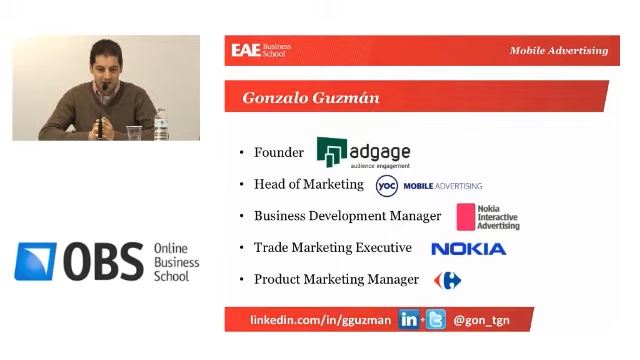 EAE Business School
Mobile Advertising
Gonzalo Guzmán
• Founder adgage audience engagement
• Head of Marketing yoc MOBILE ADVERTISING
• Business Development Manager Nokia Interactive Advertising
• Trade Marketing Executive NOKIA
• Product Marketing Manager
linkedin.com/in/gguzman in + t @gon_tgn
OBS Online Business School